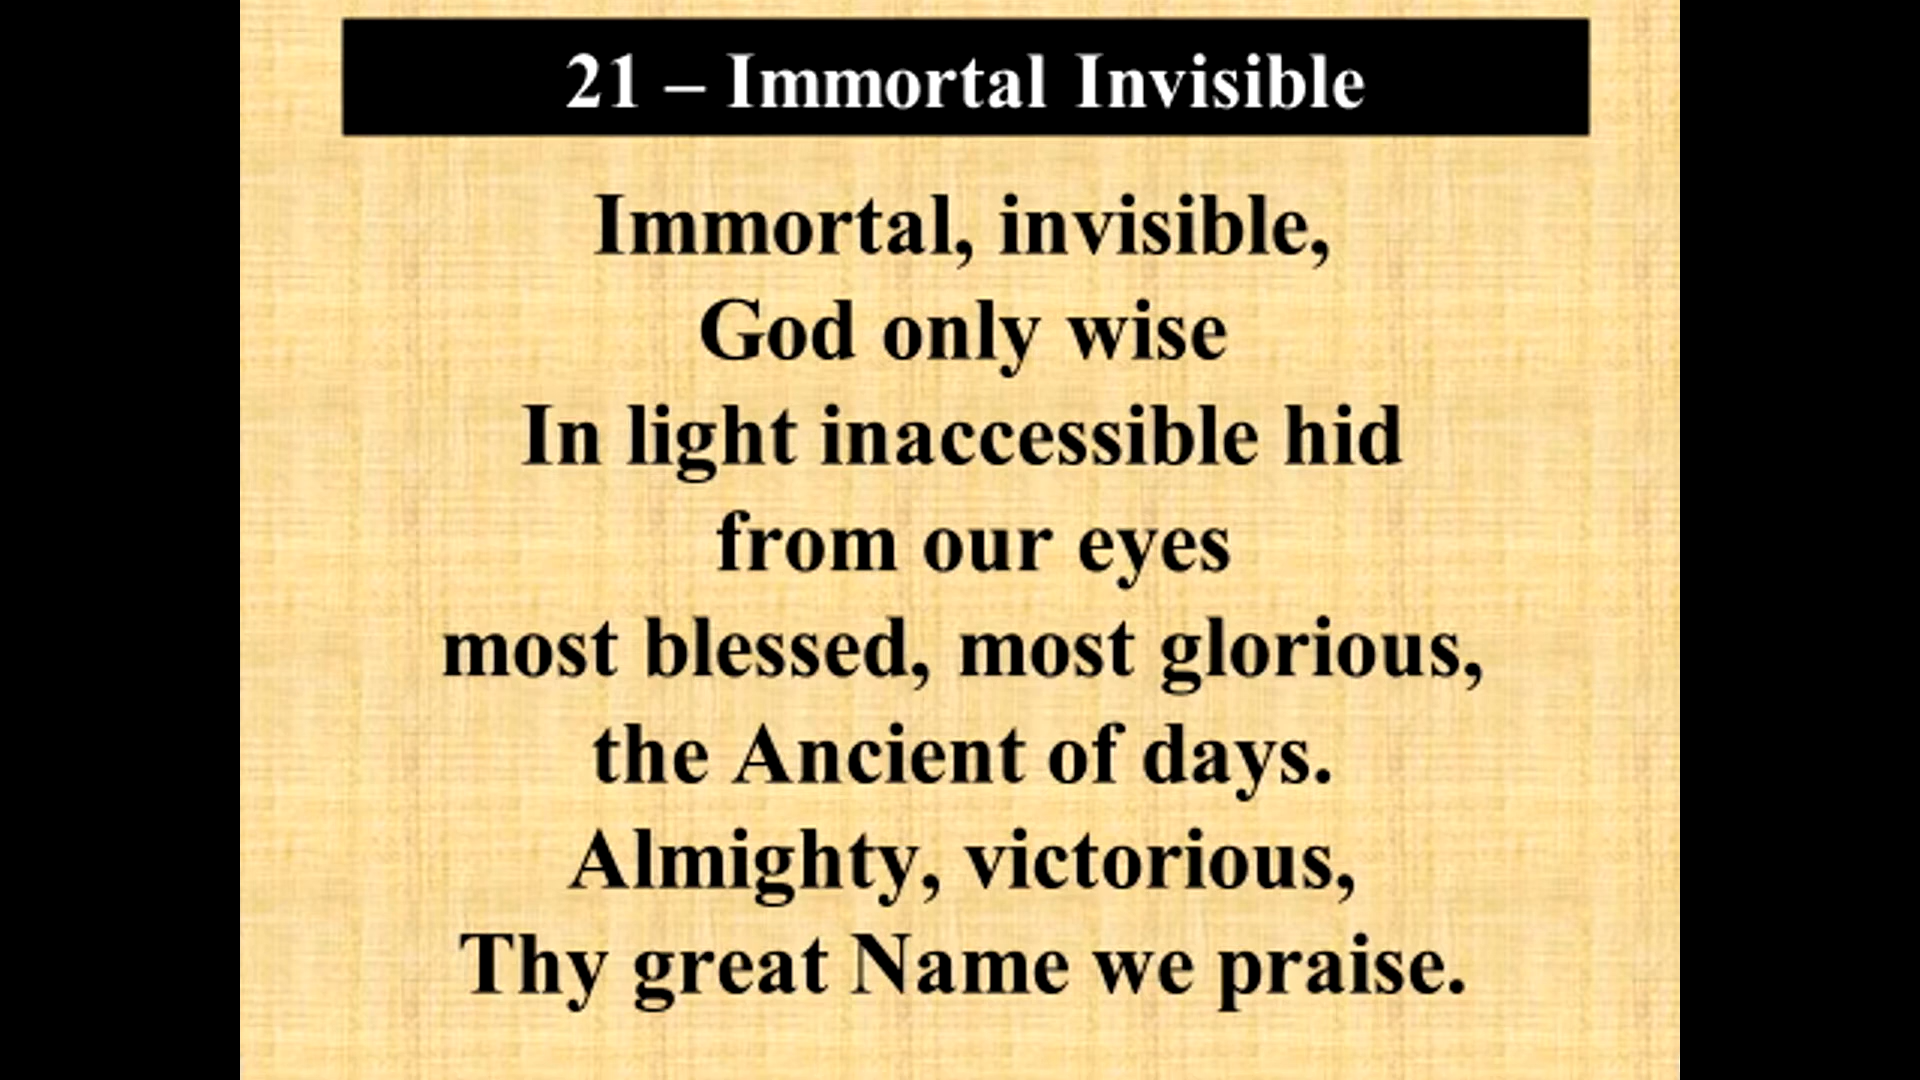 21 – Immortal Invisible
Immortal, invisible,
God only wise
In light inaccessible hid
from our eyes
most blessed, most glorious,
the Ancient of days.
Almighty, victorious,
Thy great Name we praise.